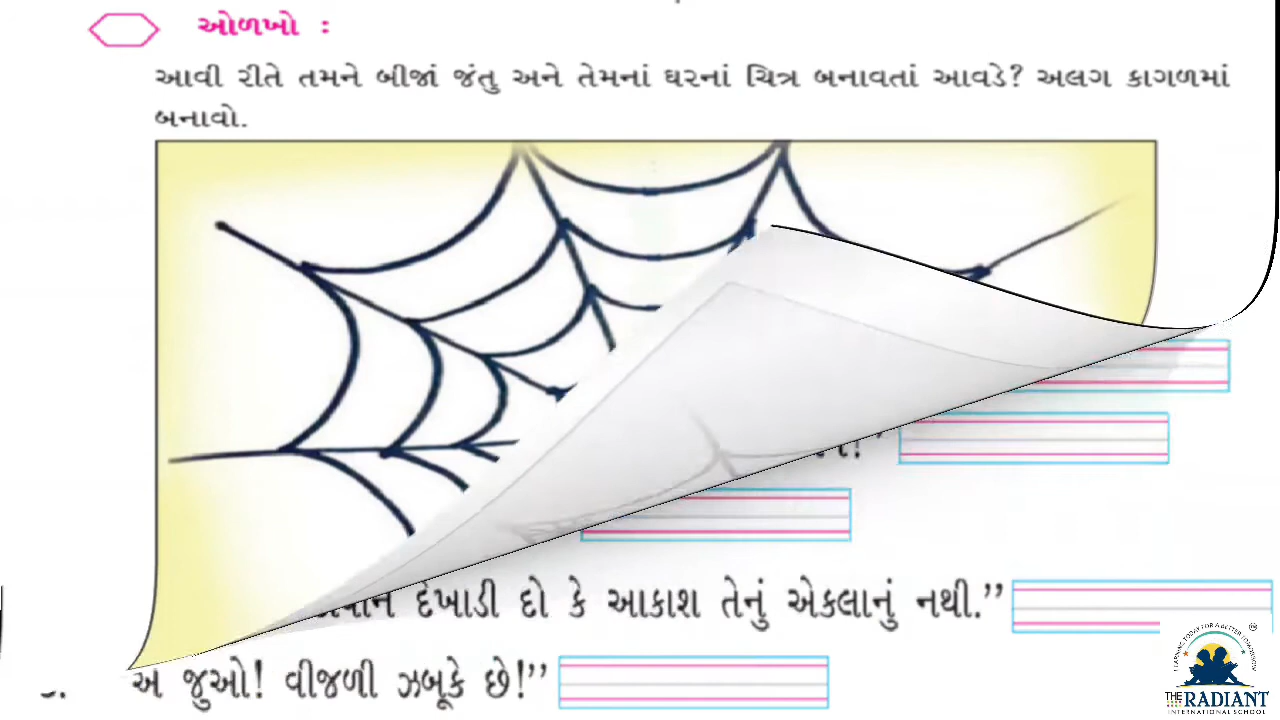 ઓળખો :
આવી રીતે તમને બીજાં જંતુ અને તેમનાં ઘરનાં ચિત્ર બનાવતાં આવડે? અલગ કાગળમાં
બનાવો.
દેખાડી દો કે આકાશ તેનું એકલાનું નથી.”
જુઓ! વીજળી ઝબૂકે છે!”
THE RADIANT
INTERNATIONAL SCHOOL